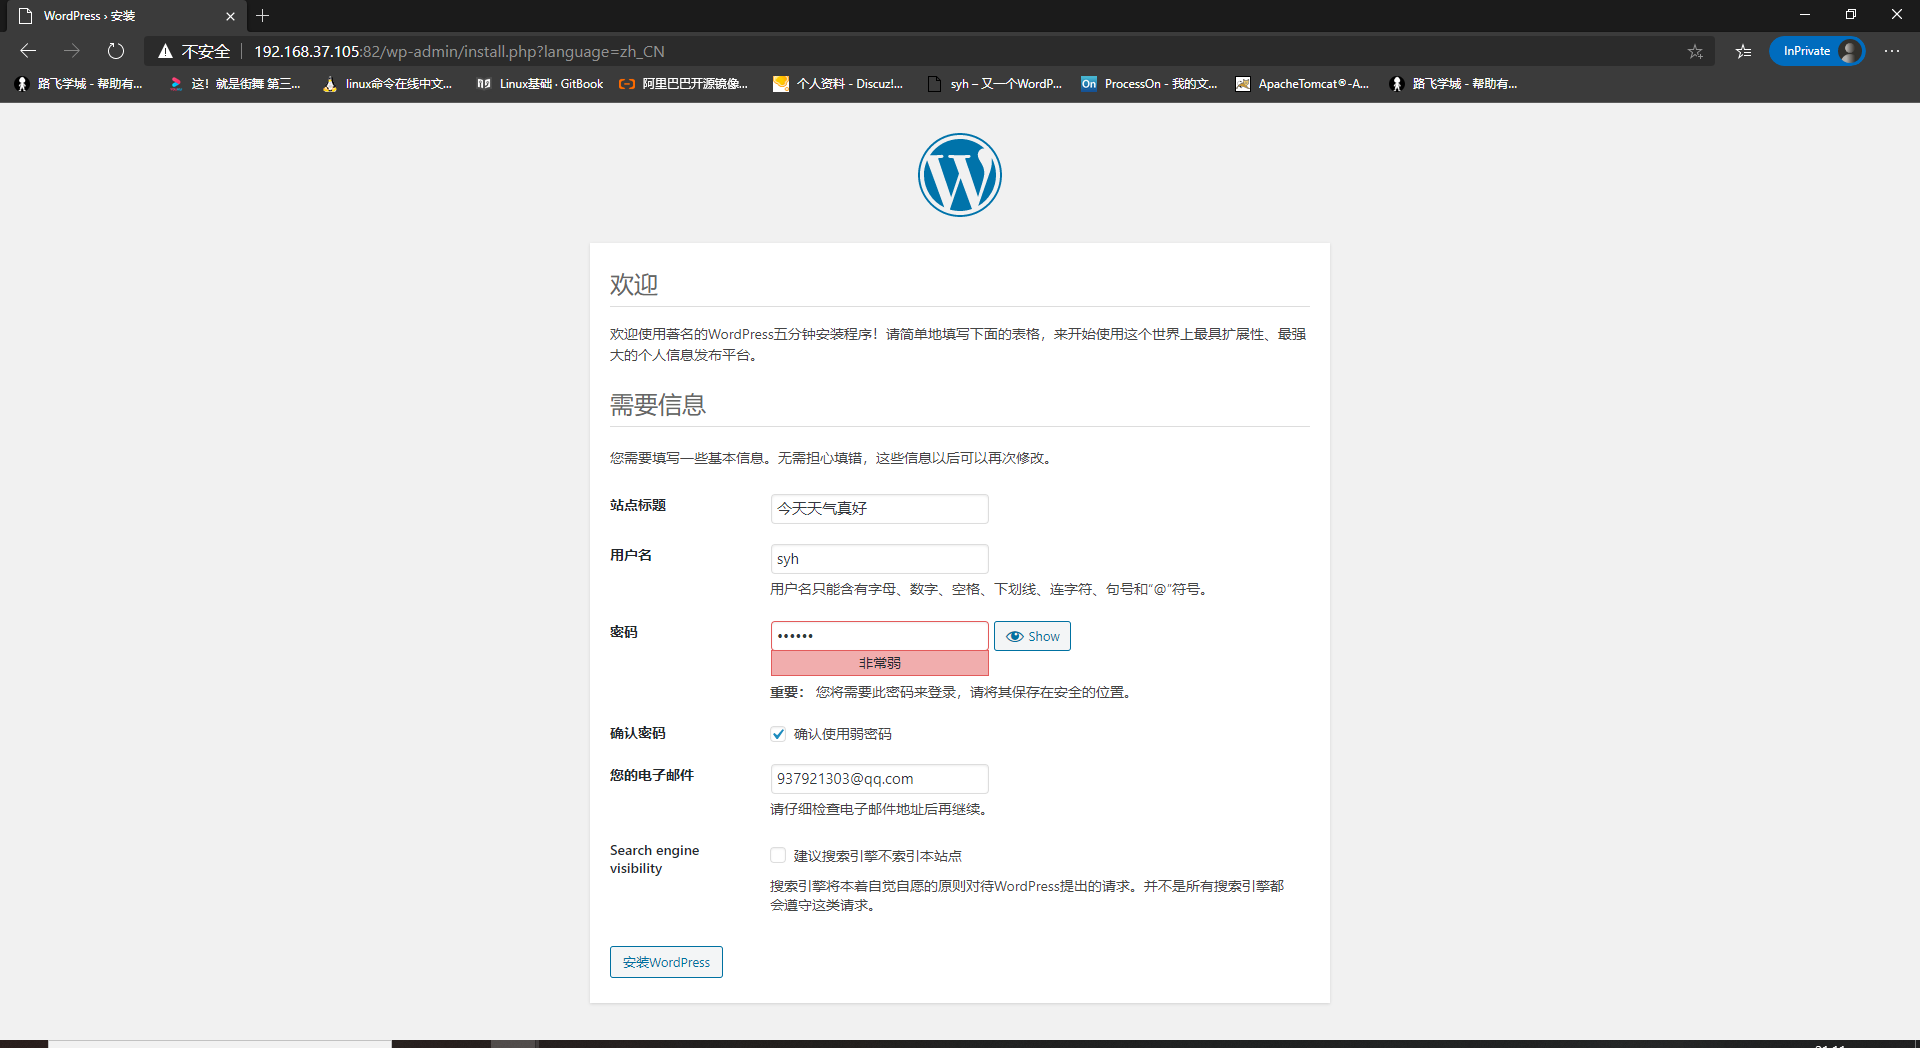 WordPress › 安装
不安全 192.168.37.105:82/wp-admin/install.php?language=zh_CN
InPrivate
路飞学城 - 帮助有... 这！就是街舞 第三... linux命令在线中文... Linux基础 · GitBook 阿里巴巴开源镜像... 个人资料 - Discuz!... syh – 又一个WordP... On ProcessOn - 我的文... ApacheTomcat®-A... 路飞学城 - 帮助有...
欢迎
欢迎使用著名的WordPress五分钟安装程序！请简单地填写下面的表格，来开始使用这个世界上最具扩展性、最强
大的个人信息发布平台。
需要信息
您需要填写一些基本信息。无需担心填错，这些信息以后可以再次修改。
站点标题 今天天气真好
用户名 syh
用户名只能含有字母、数字、空格、下划线、连字符、句号和“@”符号。
密码 •••••• Show
非常弱
重要： 您将需要此密码来登录，请将其保存在安全的位置。
确认密码 确认使用弱密码
您的电子邮件 937921303@qq.com
请仔细检查电子邮件地址后再继续。
Search engine
visibility
建议搜索引擎不索引本站点
搜索引擎将本着自觉自愿的原则对待WordPress提出的请求。并不是所有搜索引擎都
会遵守这类请求。
安装WordPress